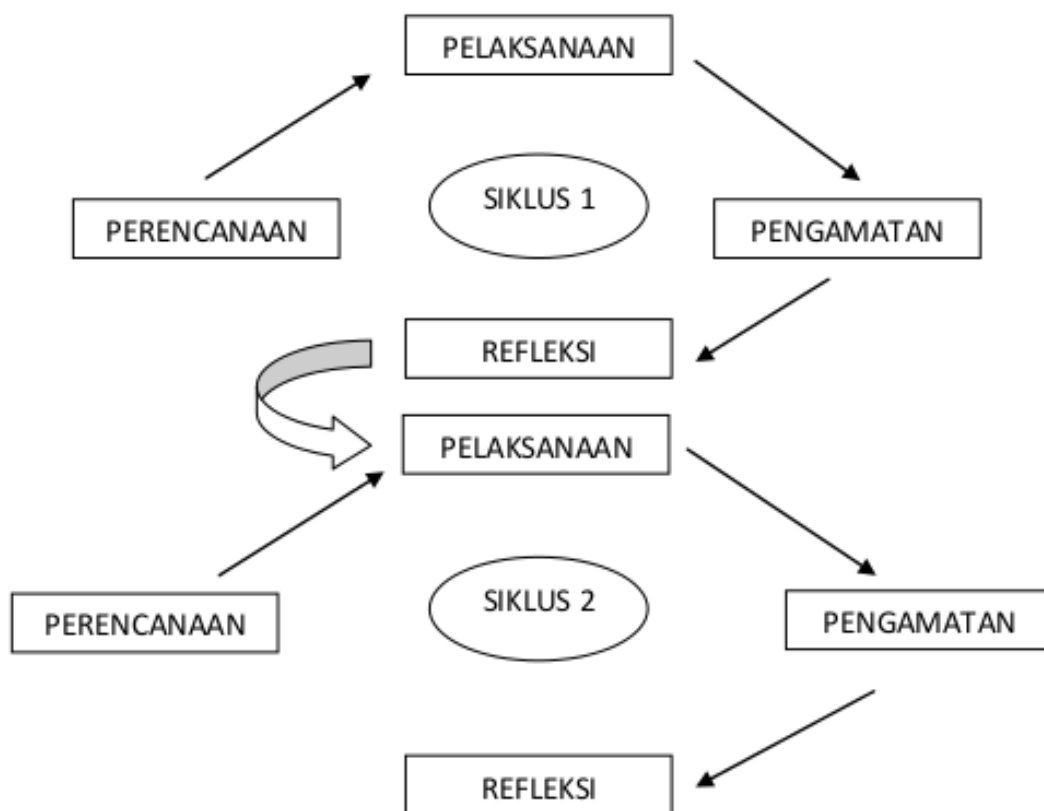 PELAKSANAAN
SIKLUS 1
PERENCANAAN
PENGAMATAN
REFLEKSI
PELAKSANAAN
SIKLUS 2
PERENCANAAN
PENGAMATAN
REFLEKSI